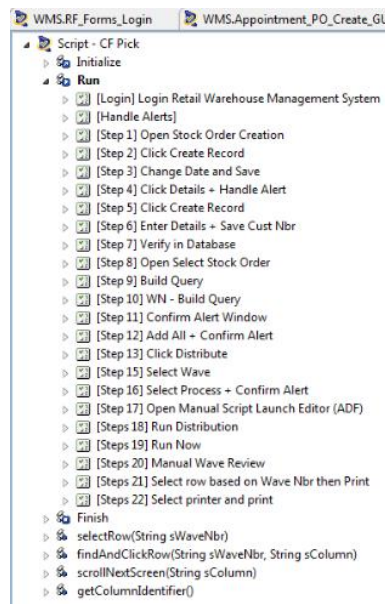 WMS.RF_Forms_Login WMS.Appointment_PO_Create_GU
Script - CF Pick
Initialize
Run
[Login] Login Retail Warehouse Management System
[Handle Alerts]
[Step 1] Open Stock Order Creation
[Step 2] Click Create Record
[Step 3] Change Date and Save
[Step 4] Click Details + Handle Alert
[Step 5] Click Create Record
[Step 6] Enter Details + Save Cust Nbr
[Step 7] Verify in Database
[Step 8] Open Select Stock Order
[Step 9] Build Query
[Step 10] WN - Build Query
[Step 11] Confirm Alert Window
[Step 12] Add All + Confirm Alert
[Step 13] Click Distribute
[Step 15] Select Wave
[Step 16] Select Process + Confirm Alert
[Step 17] Open Manual Script Launch Editor (ADF)
[Steps 18] Run Distribution
[Steps 19] Run Now
[Steps 20] Manual Wave Review
[Steps 21] Select row based on Wave Nbr then Print
[Steps 22] Select printer and print
Finish
selectRow(String sWaveNbr)
findAndClickRow(String sWaveNbr, String sColumn)
scrollNextScreen(String sColumn)
getColumnIdentifier()